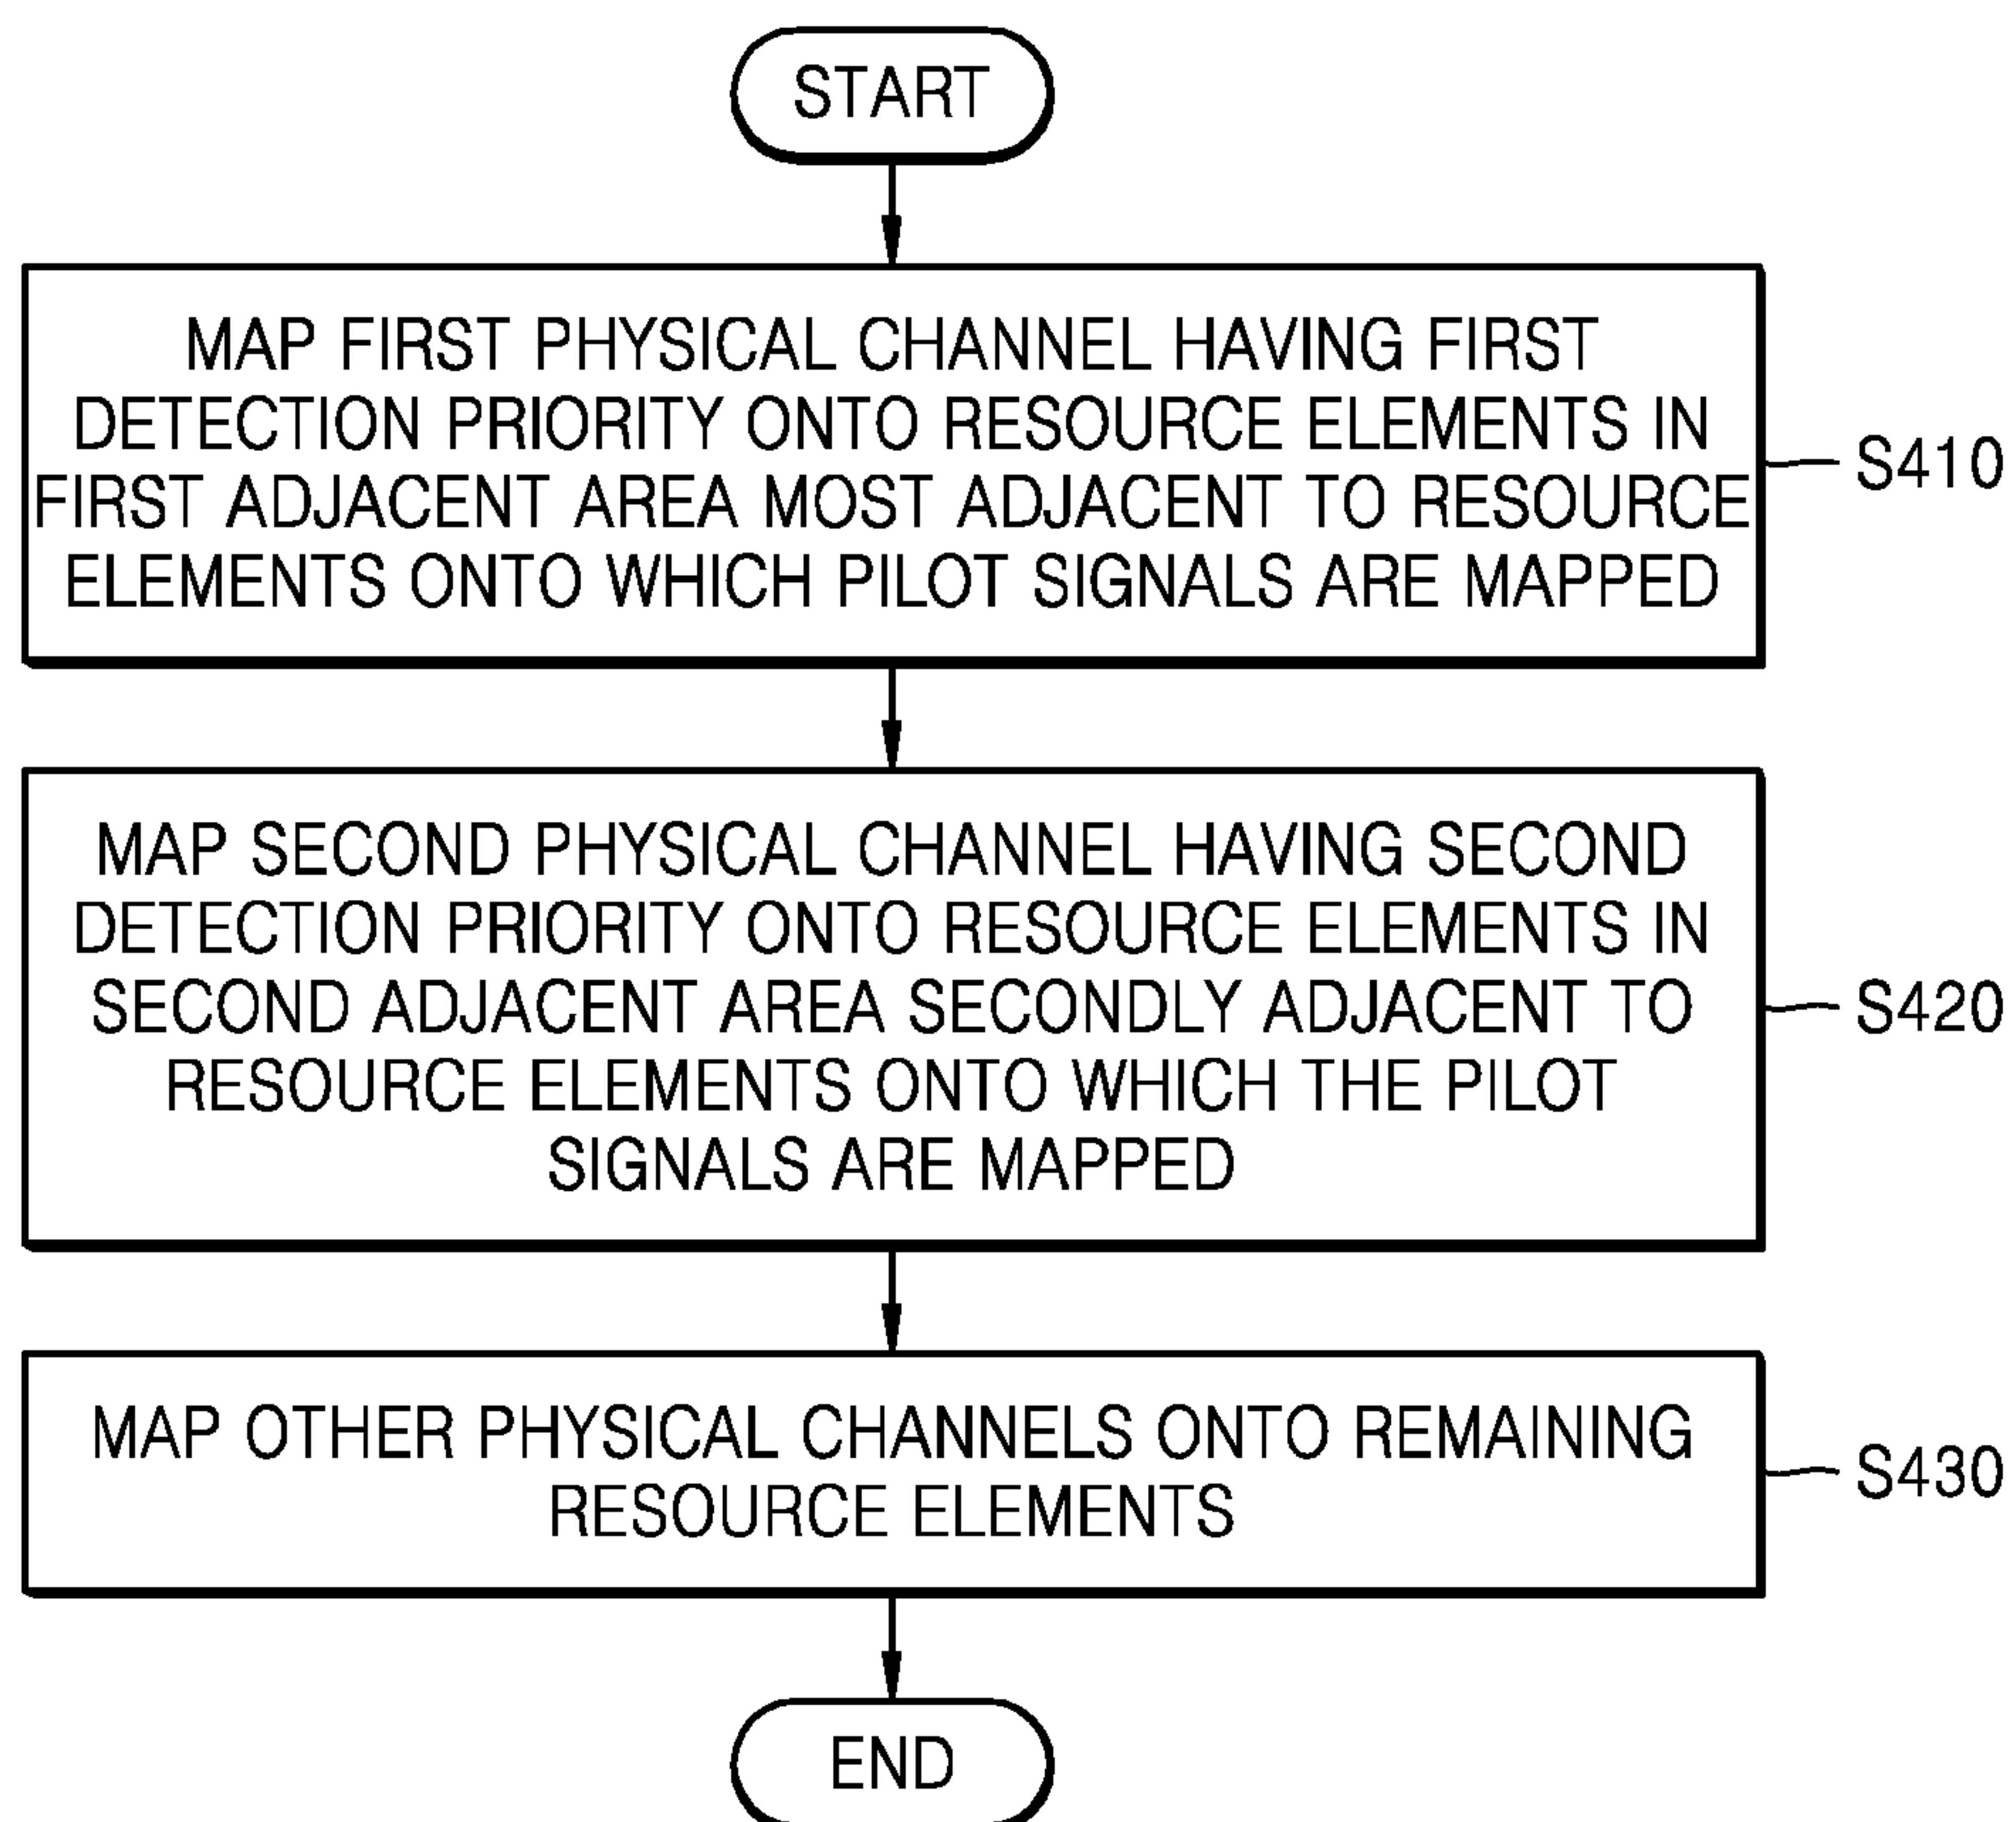 START
MAP FIRST PHYSICAL CHANNEL HAVING FIRST
DETECTION PRIORITY ONTO RESOURCE ELEMENTS IN
FIRST ADJACENT AREA MOST ADJACENT TO RESOURCE
ELEMENTS ONTO WHICH PILOT SIGNALS ARE MAPPED
S410
MAP SECOND PHYSICAL CHANNEL HAVING SECOND
DETECTION PRIORITY ONTO RESOURCE ELEMENTS IN
SECOND ADJACENT AREA SECONDLY ADJACENT TO
RESOURCE ELEMENTS ONTO WHICH THE PILOT
SIGNALS ARE MAPPED
S420
MAP OTHER PHYSICAL CHANNELS ONTO REMAINING
RESOURCE ELEMENTS
S430
END